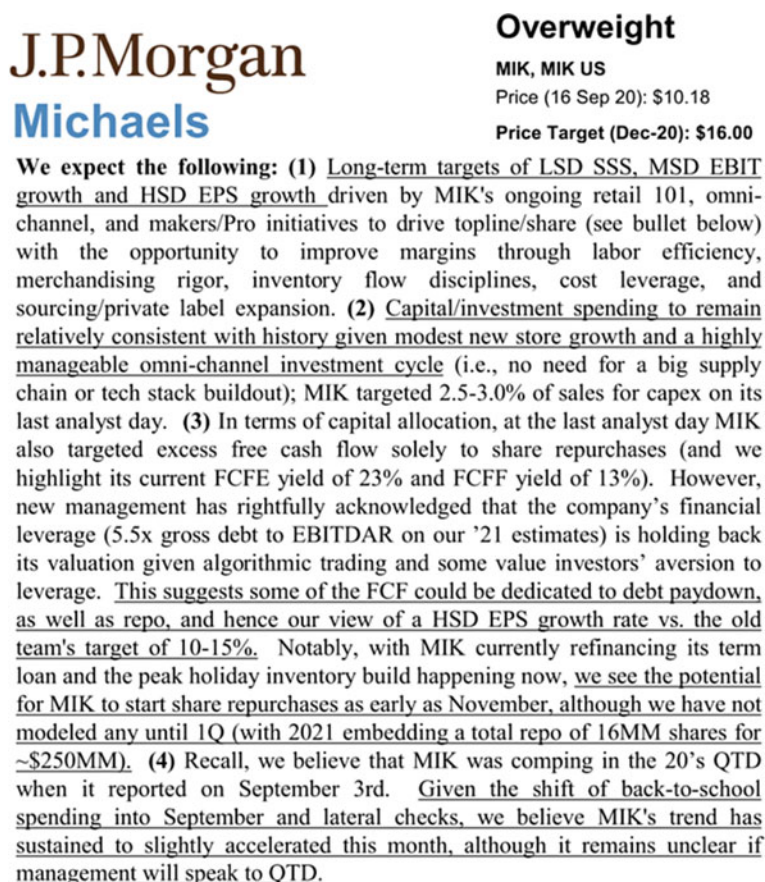 J.P.Morgan
Michaels
Overweight
MIK, MIK US
Price (16 Sep 20): $10.18
Price Target (Dec-20): $16.00
We expect the following: (1) Long-term targets of LSD SSS, MSD EBIT
growth and HSD EPS growth driven by MIK's ongoing retail 101, omni-
channel, and makers/Pro initiatives to drive topline/share (see bullet below)
with the opportunity to improve margins through labor efficiency,
merchandising rigor, inventory flow disciplines, cost leverage, and
sourcing/private label expansion. (2) Capital/investment spending to remain
relatively consistent with history given modest new store growth and a highly
manageable omni-channel investment cycle (i.e., no need for a big supply
chain or tech stack buildout); MIK targeted 2.5-3.0% of sales for capex on its
last analyst day. (3) In terms of capital allocation, at the last analyst day MIK
also targeted excess free cash flow solely to share repurchases (and we
highlight its current FCFE yield of 23% and FCFF yield of 13%). However,
new management has rightfully acknowledged that the company’s financial
leverage (5.5x gross debt to EBITDAR on our ’21 estimates) is holding back
its valuation given algorithmic trading and some value investors’ aversion to
leverage. This suggests some of the FCF could be dedicated to debt paydown,
as well as repo, and hence our view of a HSD EPS growth rate vs. the old
team's target of 10-15%. Notably, with MIK currently refinancing its term
loan and the peak holiday inventory build happening now, we see the potential
for MIK to start share repurchases as early as November, although we have not
modeled any until 1Q (with 2021 embedding a total repo of 16MM shares for
~$250MM). (4) Recall, we believe that MIK was comping in the 20’s QTD
when it reported on September 3rd. Given the shift of back-to-school
spending into September and lateral checks, we believe MIK's trend has
sustained to slightly accelerated this month, although it remains unclear if
management will speak to QTD.